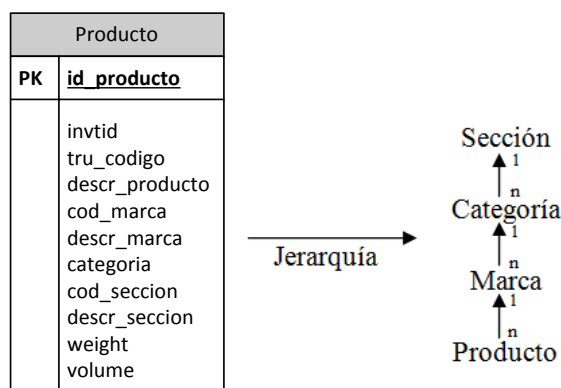 Producto
PK id_producto
invtid
tru_codigo
descr_producto
cod_marca
descr_marca
categoria
cod_seccion
descr_seccion
weight
volume
Jerarquía
Sección
1
n
Categoría
1
n
Marca
1
n
Producto